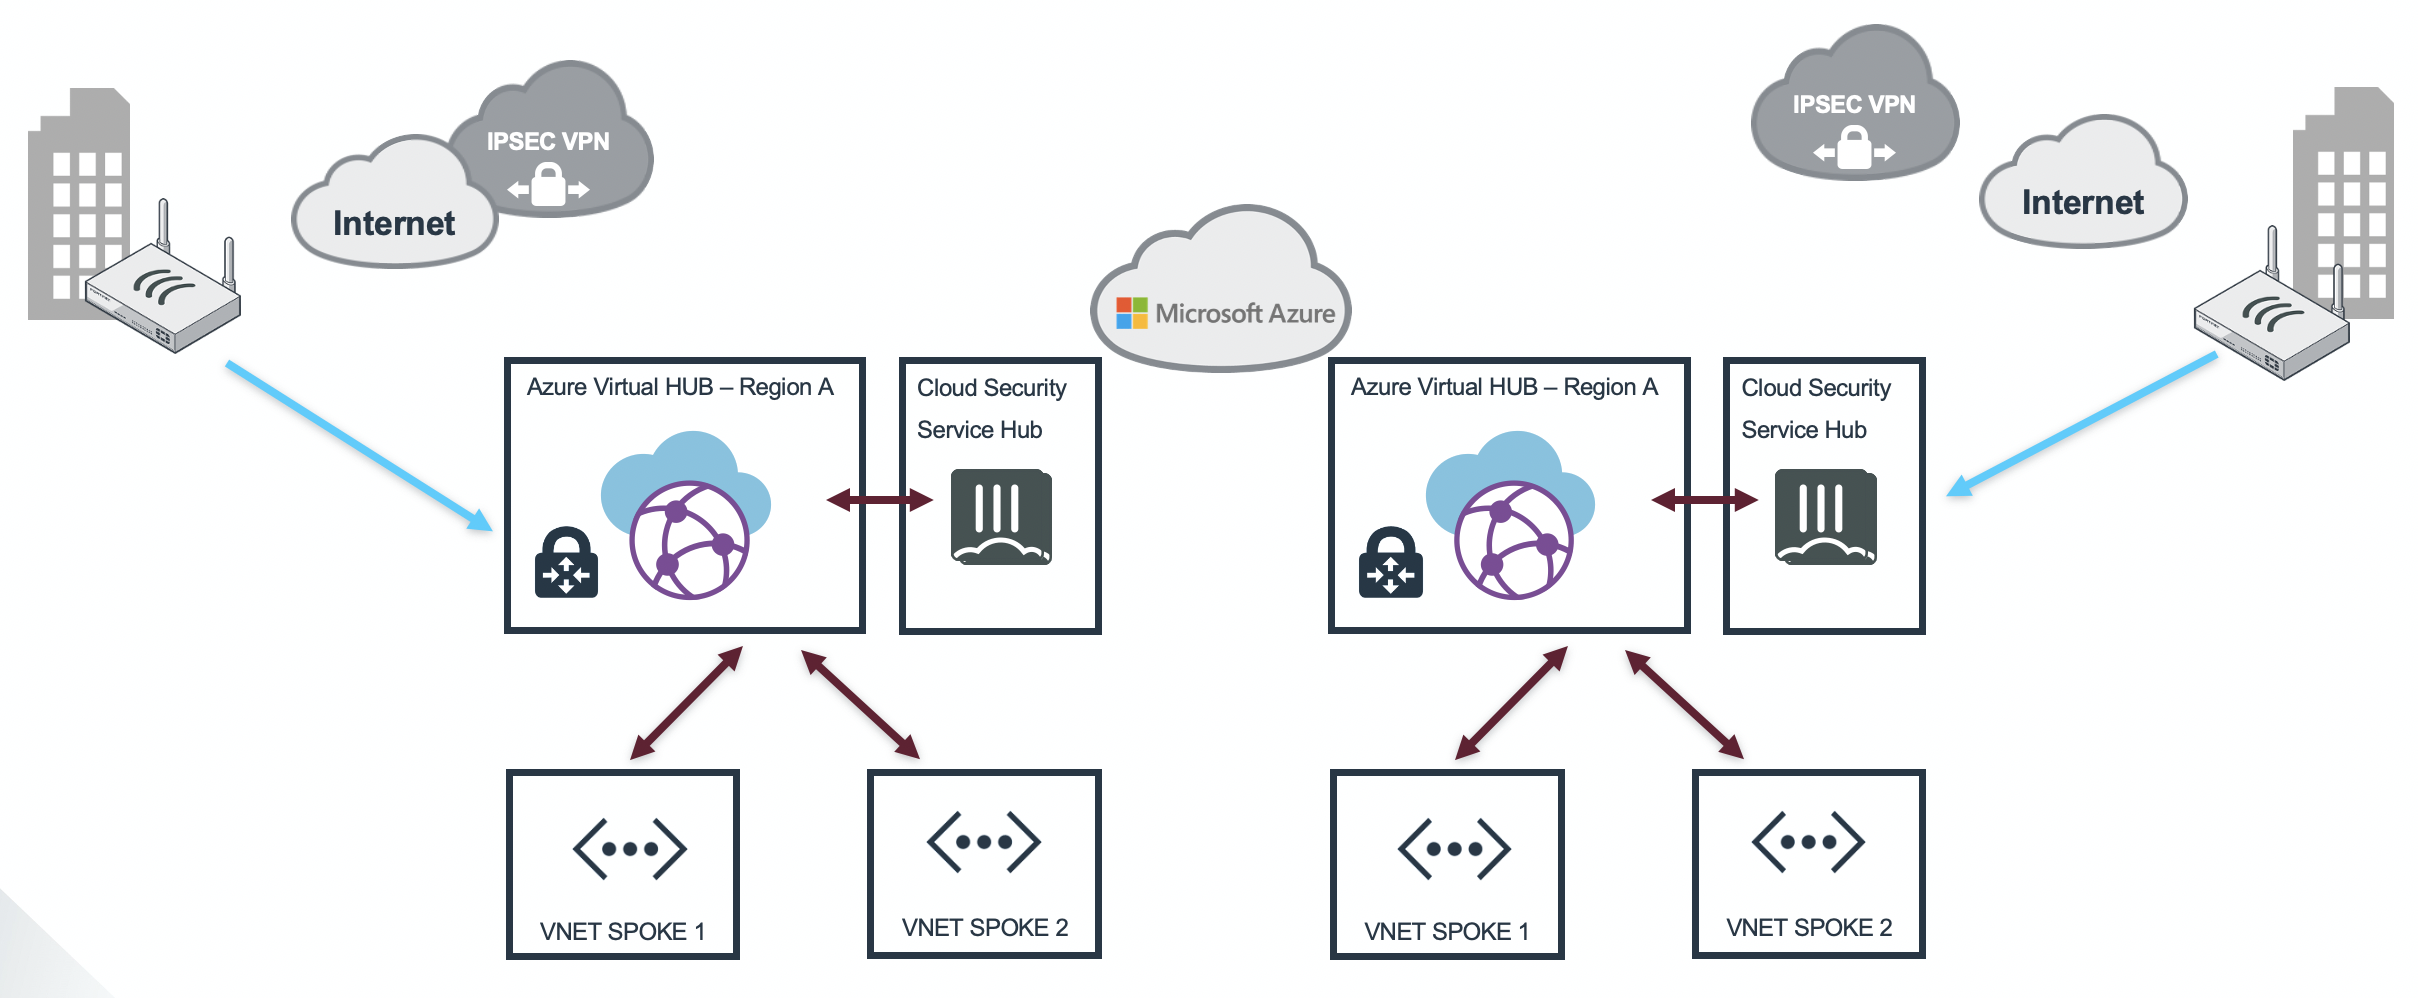 IPSEC VPN
Internet
IPSEC VPN
Internet
Microsoft Azure
Azure Virtual HUB – Region A
Cloud Security
Service Hub
Azure Virtual HUB – Region A
Cloud Security
Service Hub
VNET SPOKE 1
VNET SPOKE 2
VNET SPOKE 1
VNET SPOKE 2